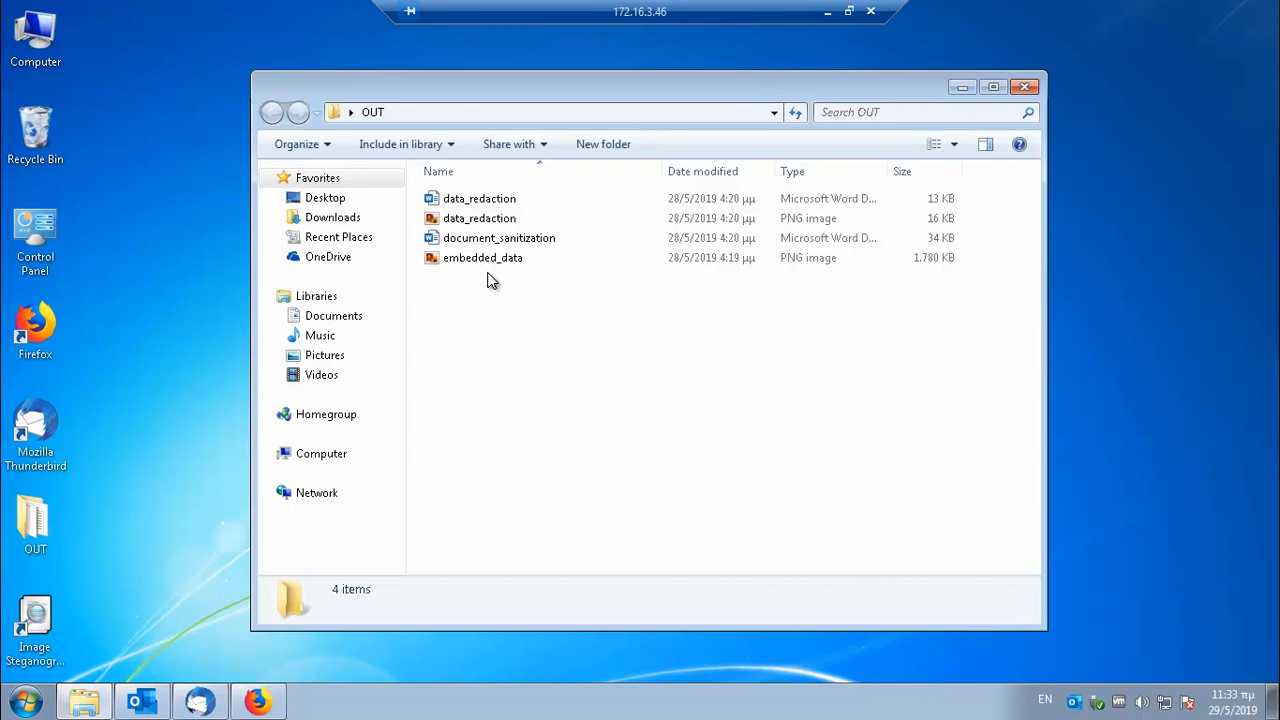 172.16.3.46
Computer
Recycle Bin
Control
Panel
Firefox
Mozilla
Thunderbird
OUT
Image
Steganogr...
OUT
Search OUT
Organize
Include in library
Share with
New folder
Favorites
Desktop
Downloads
Recent Places
OneDrive
Libraries
Documents
Music
Pictures
Videos
Homegroup
Computer
Network
Name Date modified Type Size
data_redaction 28/5/2019 4:20 μμ Microsoft Word D... 13 KB
data_redaction 28/5/2019 4:20 μμ PNG image 16 KB
document_sanitization 28/5/2019 4:20 μμ Microsoft Word D... 34 KB
embedded_data 28/5/2019 4:19 μμ PNG image 1.780 KB
4 items
EN
11:33 πμ
29/5/2019